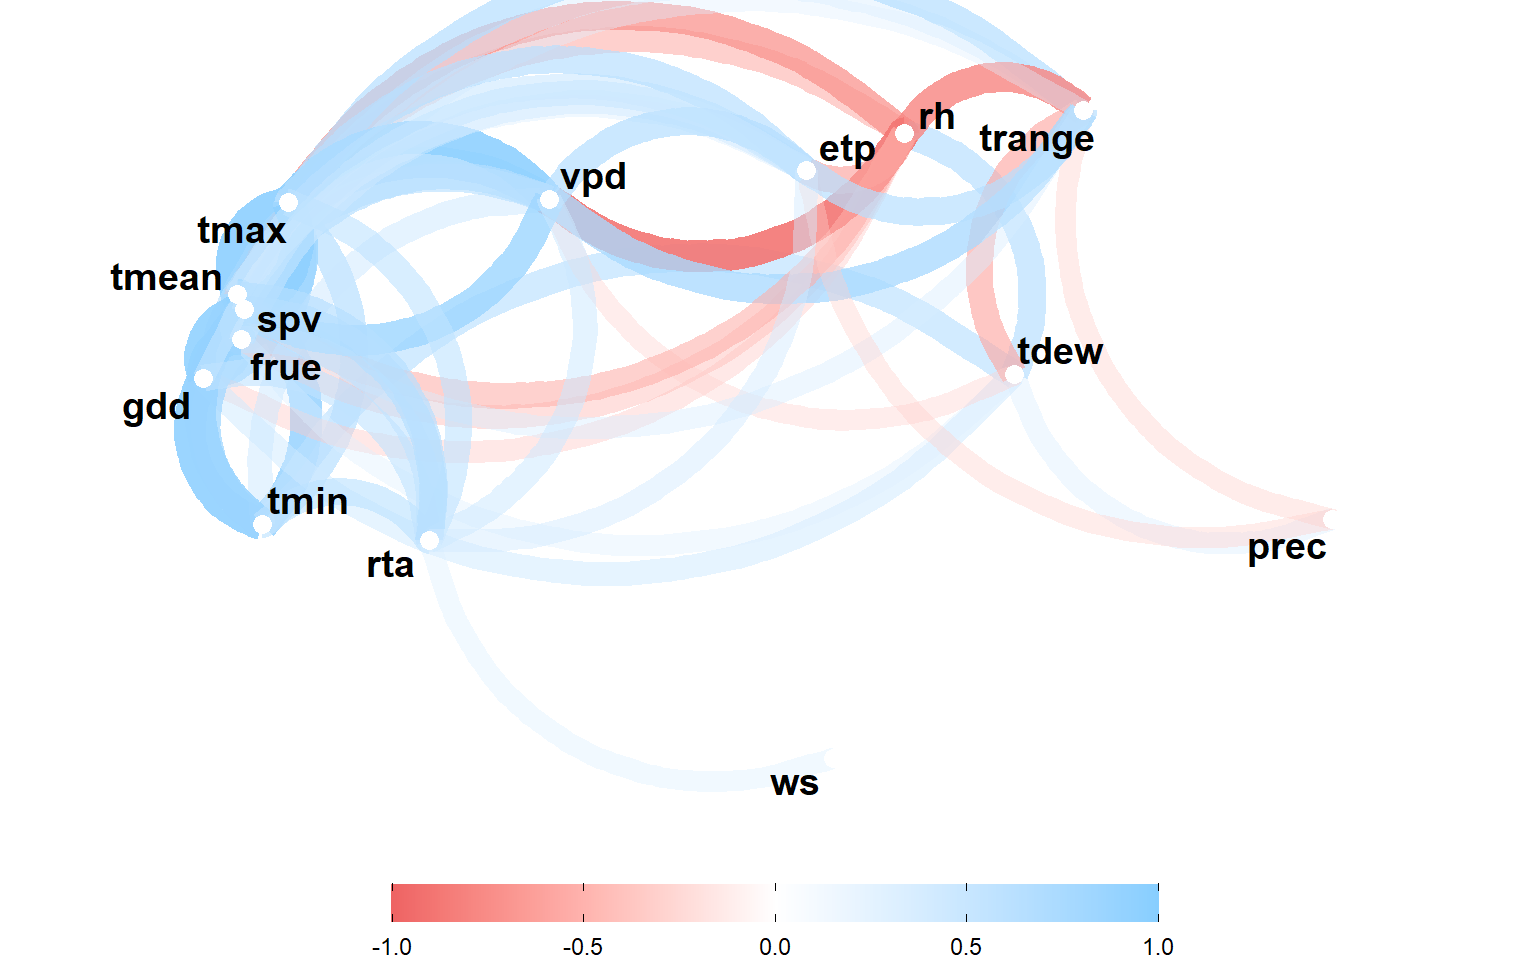 rh
trange
etp
vpd
tmax
tmean
spv
tdew
frue
gdd
tmin
prec
rta
ws
-1.0 -0.5 0.0 0.5 1.0